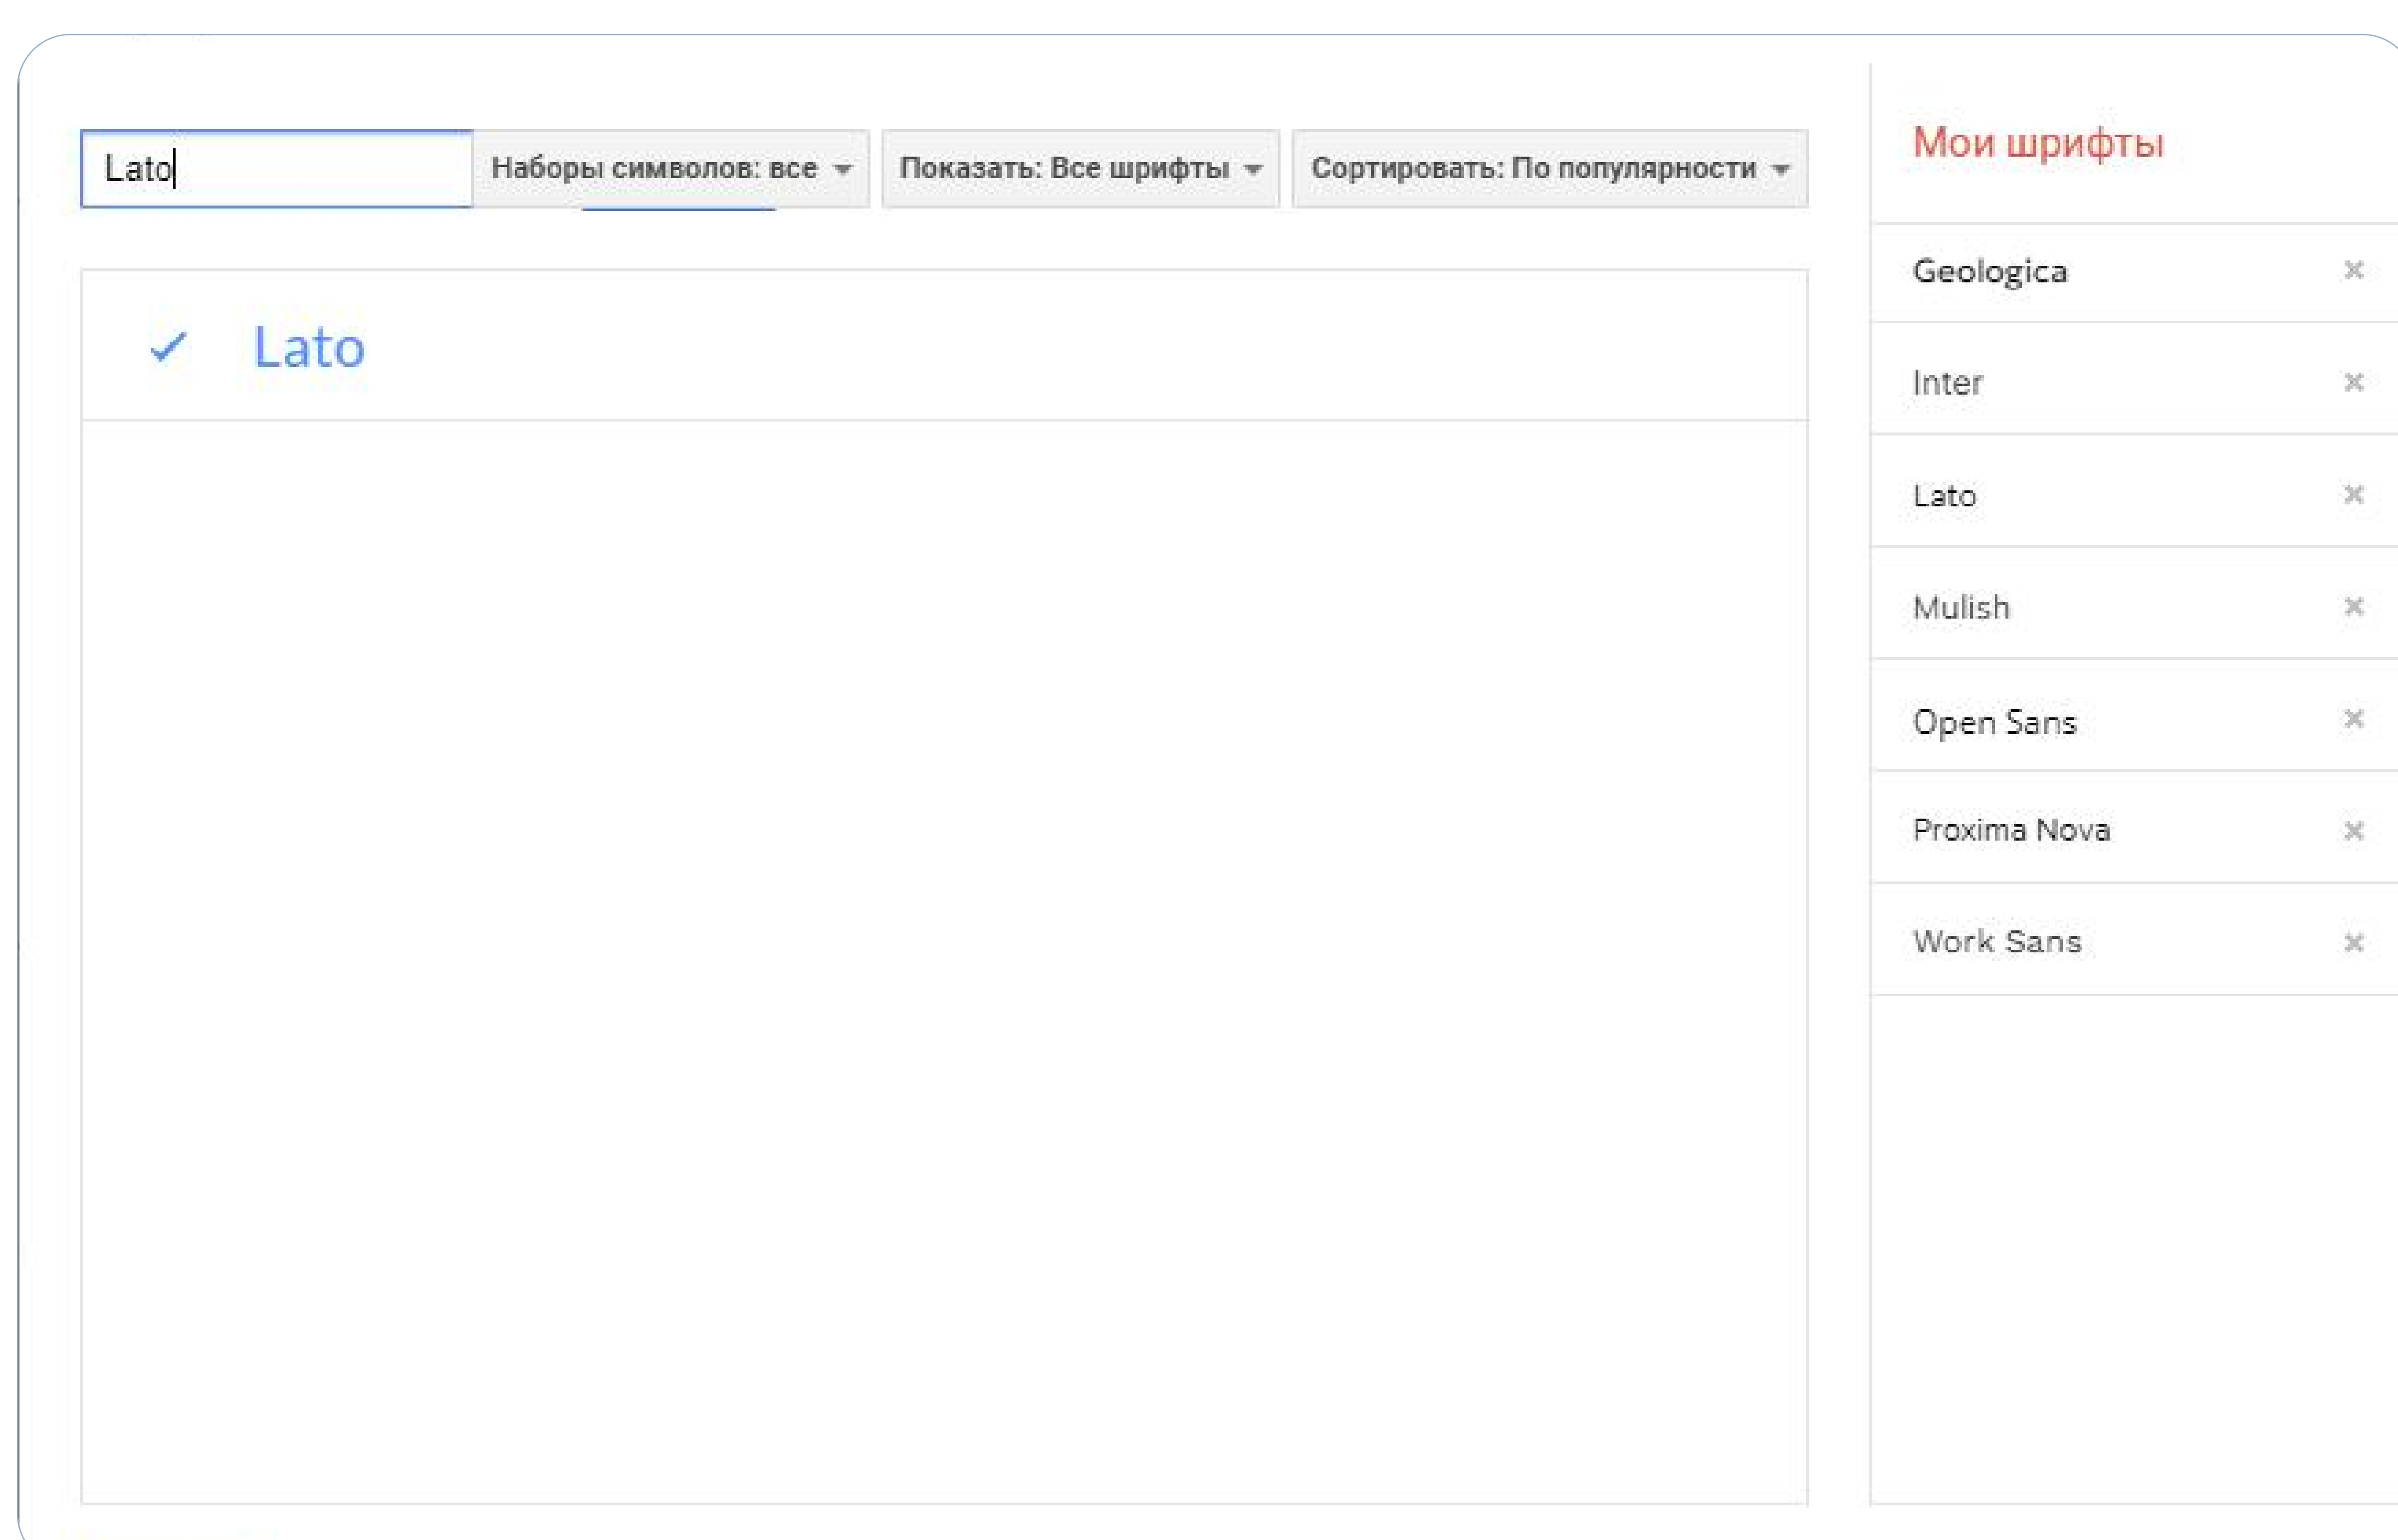 Lato
Наборы символов: все
Показать: Все шрифты
Сортировать: По популярности
Lato
Мои шрифты
Geologica
Inter
Lato
Mulish
Open Sans
Proxima Nova
Work Sans